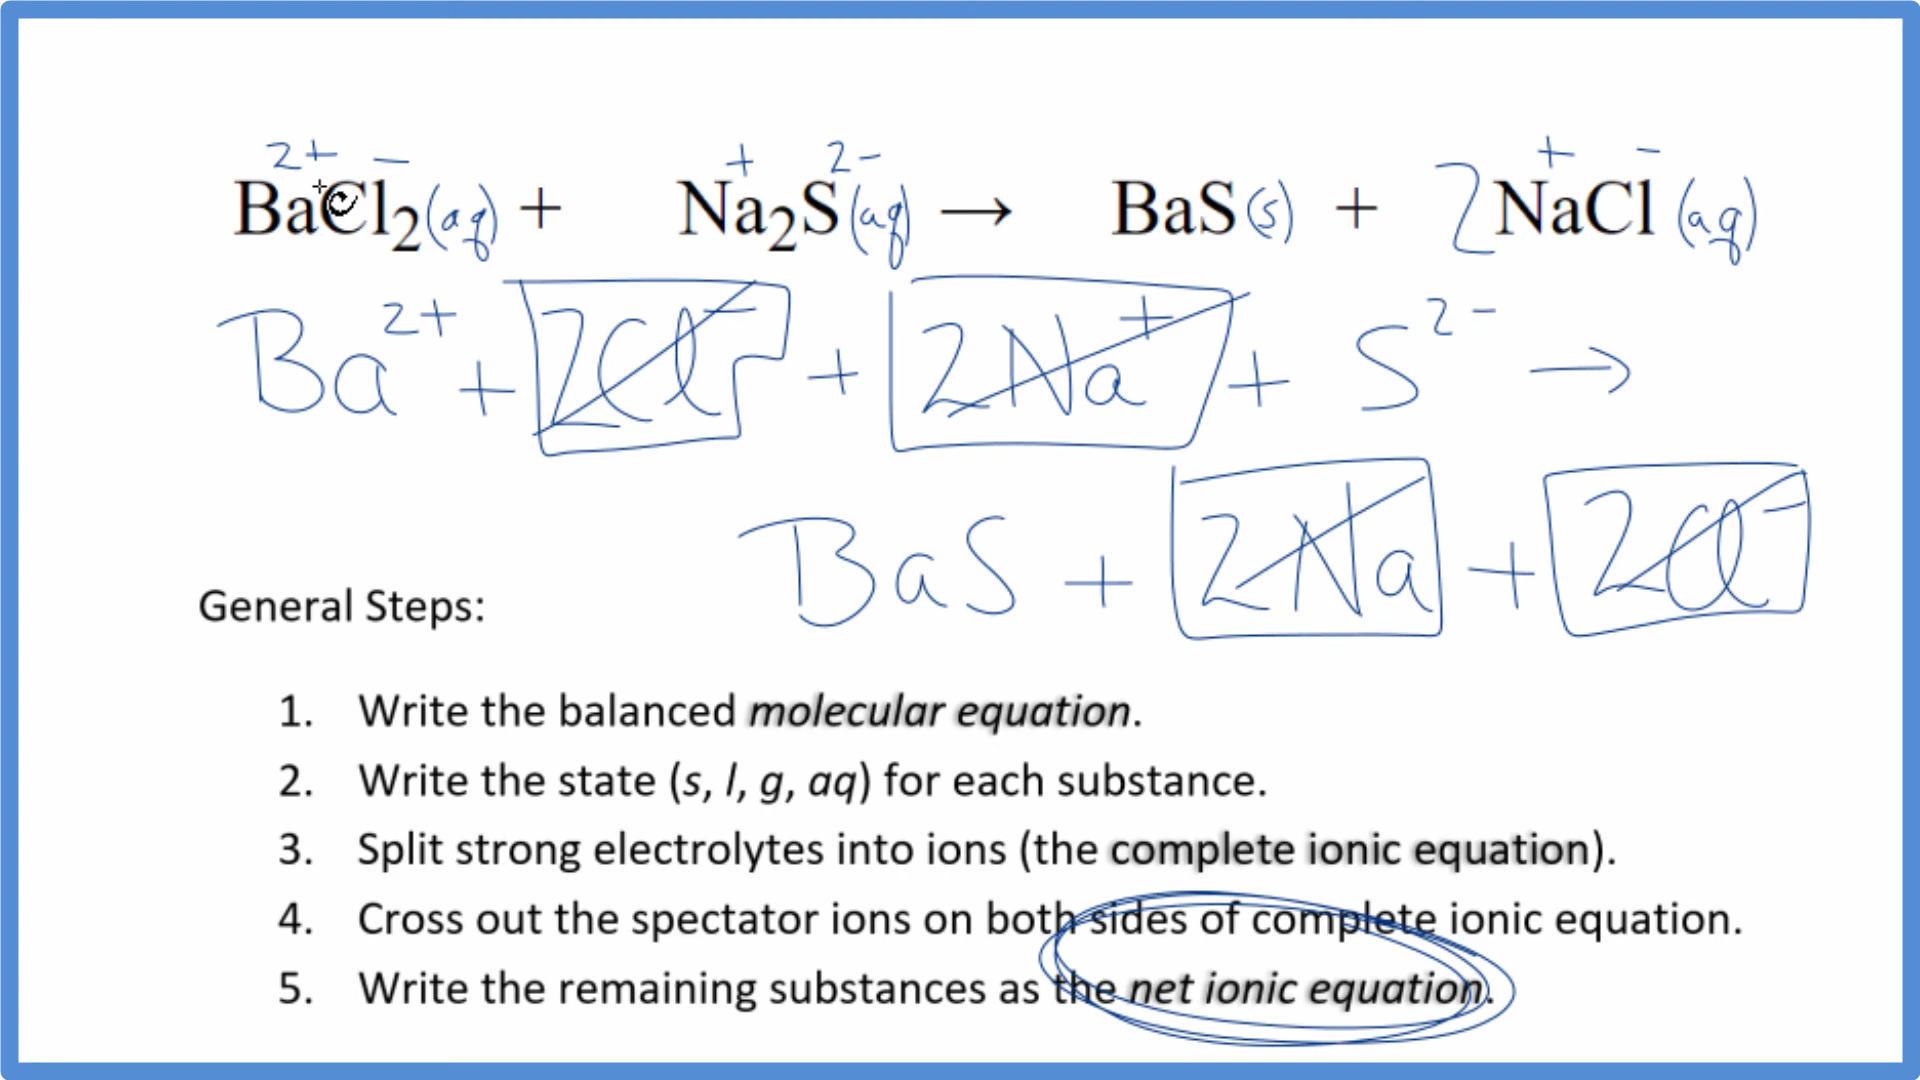 2+ − + 2− + −
BaCl₂(aq) + Na₂S(aq) → BaS(s) + 2NaCl(aq)
Ba²⁺ + 2Cl⁻ + 2Na⁺ + S²⁻ →
BaS + 2Na + 2Cl⁻
General Steps:
1. Write the balanced molecular equation.
2. Write the state (s, l, g, aq) for each substance.
3. Split strong electrolytes into ions (the complete ionic equation).
4. Cross out the spectator ions on both sides of complete ionic equation.
5. Write the remaining substances as the net ionic equation.